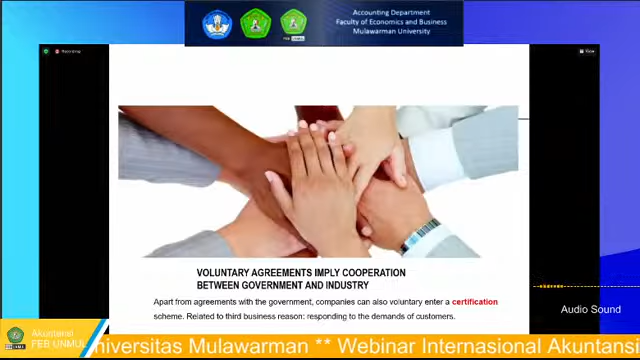 Accounting Department
Faculty of Economics and Business
Mulawarman University
Recording
View
VOLUNTARY AGREEMENTS IMPLY COOPERATION
BETWEEN GOVERNMENT AND INDUSTRY
Apart from agreements with the government, companies can also voluntary enter a certification
scheme. Related to third business reason: responding to the demands of customers.
Audio Sound
Akuntansi
FEB UNMUL
niversitas Mulawarman ** Webinar Internasional Akuntans